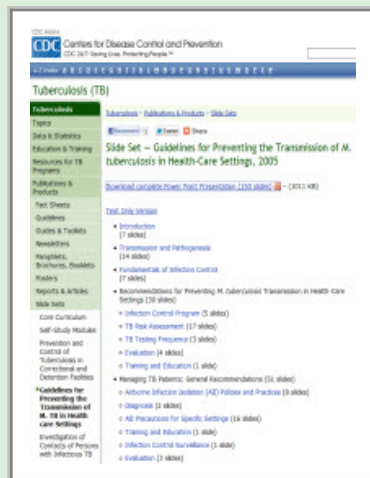 CDC Home
CDC
Centers for Disease Control and Prevention
CDC 24/7: Saving Lives. Protecting People.™
A-Z Index A B C D E F G H I J K L M N O P Q R S T U V W X Y Z #
Tuberculosis (TB)
Tuberculosis
Topics
Data & Statistics
Education & Training
Resources for TB
Programs
Publications &
Products
Fact Sheets
Guidelines
Guides & Toolkits
Newsletters
Pamphlets,
Brochures, Booklets
Posters
Reports & Articles
Slide Sets
Core Curriculum
Self-Study Modules
Prevention and
Control of
Tuberculosis in
Correctional and
Detention Facilities
Guidelines for
Preventing the
Transmission of
M. TB in Health
care Settings
Investigation of
Contacts of Persons
with Infectious TB
Tuberculosis > Publications & Products > Slide Sets
Recommend
Tweet
Share
Slide Set — Guidelines for Preventing the Transmission of M.
tuberculosis in Health-Care Settings, 2005
Download complete Power Point Presentation (150 slides) – (1011 KB)
Text Only Version
Introduction
(7 slides)
Transmission and Pathogenesis
(14 slides)
Fundamentals of Infection Control
(7 slides)
Recommendations for Preventing M. tuberculosis Transmission in Health-Care
Settings (30 slides)
Infection Control Program (5 slides)
TB Risk Assessment (17 slides)
TB Testing Frequency (3 slides)
Evaluation (4 slides)
Training and Education (1 slide)
Managing TB Patients: General Recommendations (51 slides)
Airborne Infection Isolation (AII) Policies and Practices (8 slides)
Diagnosis (2 slides)
AII Precautions for Specific Settings (16 slides)
Training and Education (1 slide)
Infection Control Surveillance (1 slide)
Evaluation (3 slides)